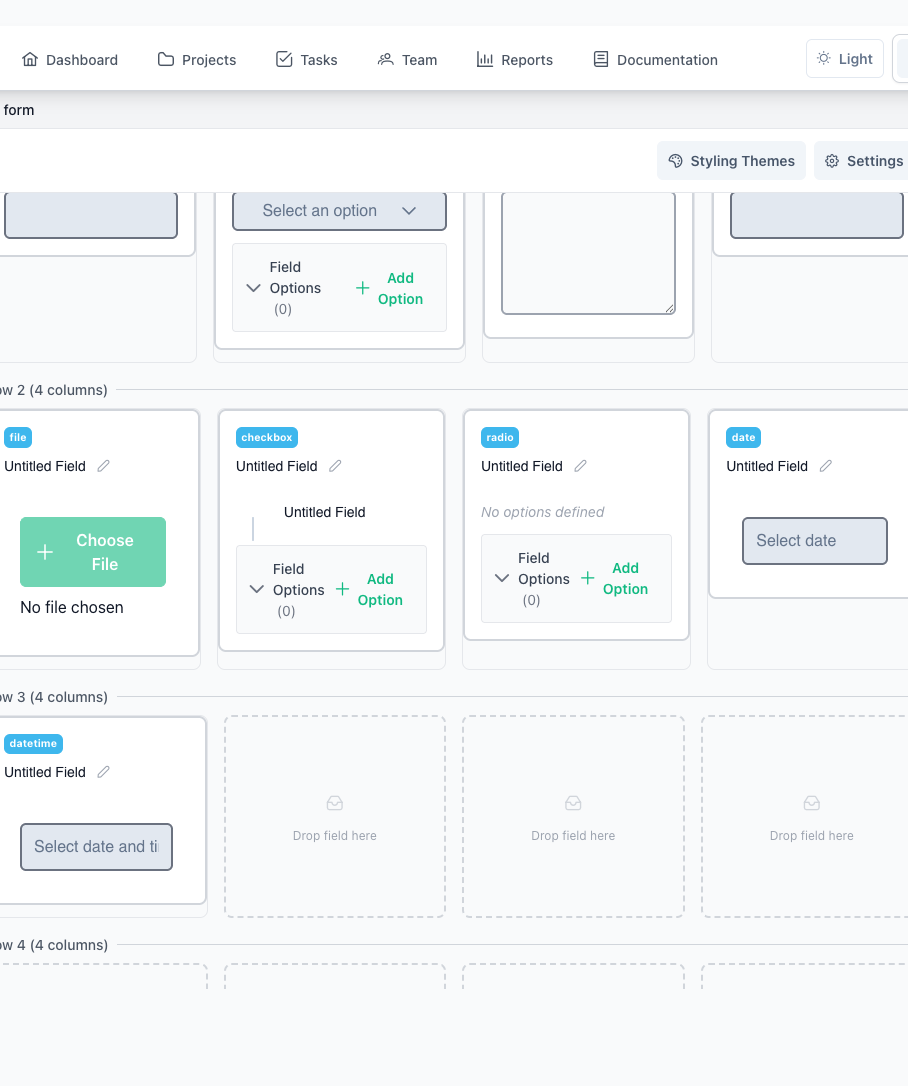 Dashboard
Projects
Tasks
Team
Reports
Documentation
Light
form
Styling Themes
Settings
Select an option
Field
Options
(0)
Add
Option
ow 2 (4 columns)
file
Untitled Field
Choose
File
No file chosen
checkbox
Untitled Field
Untitled Field
Field
Options
(0)
Add
Option
radio
Untitled Field
No options defined
Field
Options
(0)
Add
Option
date
Untitled Field
Select date
ow 3 (4 columns)
datetime
Untitled Field
Select date and ti
Drop field here
Drop field here
Drop field here
ow 4 (4 columns)